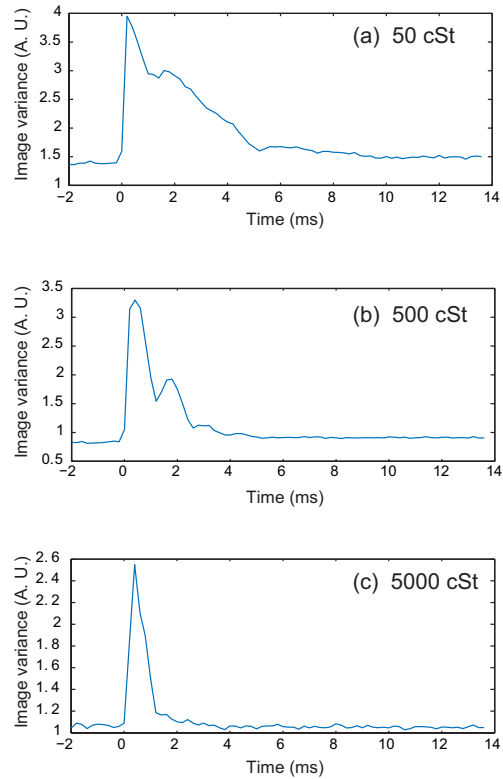 4
3.5
3
2.5
2
1.5
1
Image variance (A. U.)
(a) 50 cSt
−2 0 2 4 6 8 10 12 14
Time (ms)
3.5
3
2.5
2
1.5
1
0.5
Image variance (A. U.)
(b) 500 cSt
−2 0 2 4 6 8 10 12 14
Time (ms)
2.6
2.4
2.2
2
1.8
1.6
1.4
1.2
1
Image variance (A. U.)
(c) 5000 cSt
−2 0 2 4 6 8 10 12 14
Time (ms)